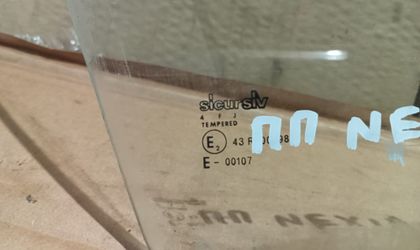 sicursiv
4 F J
TEMPERED
E2 43 R
E - 00107
ПП NE